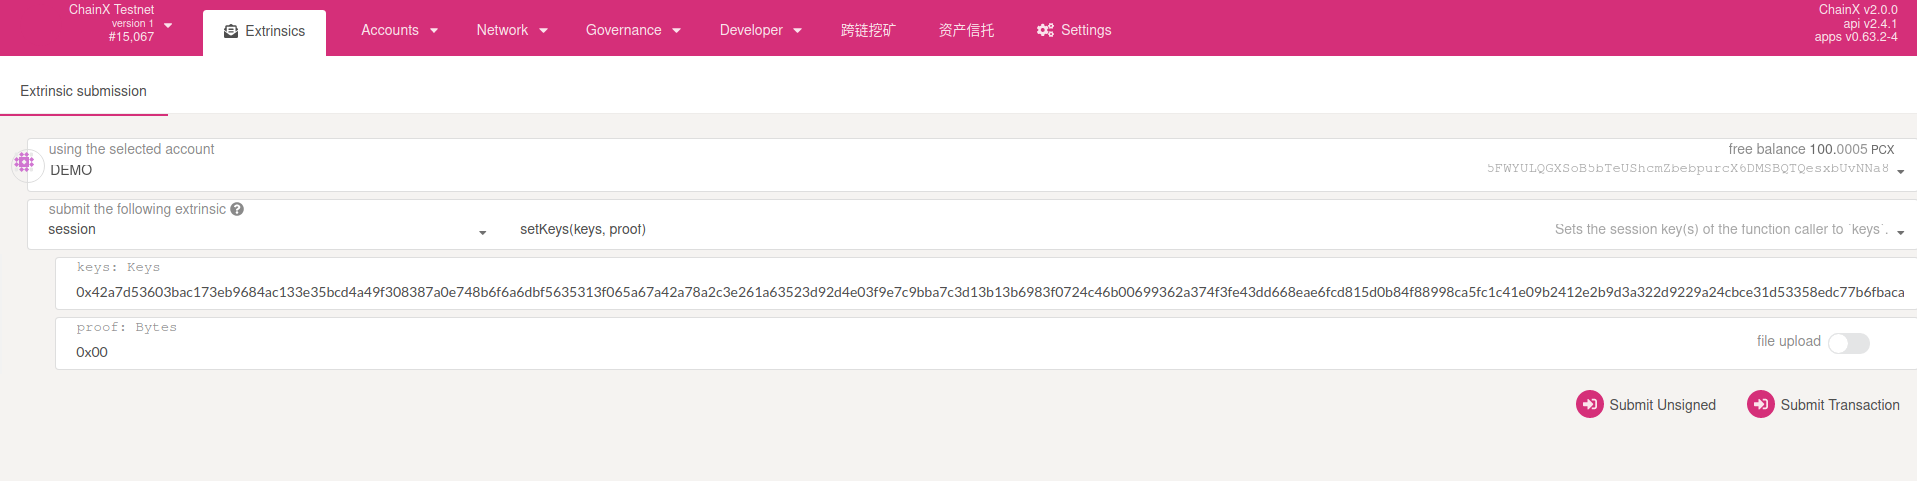 ChainX Testnet
version 1
#15,067
Extrinsics
Accounts
Network
Governance
Developer
跨链挖矿
资产信托
Settings
ChainX v2.0.0
api v2.4.1
apps v0.63.2-4
Extrinsic submission
using the selected account
free balance 100.0005 PCX
DEMO
5FWYULQGXSoB5bTeUShcmZbebpurcX6DMSBQTQesxbUvNNa8
submit the following extrinsic
session
setKeys(keys, proof)
Sets the session key(s) of the function caller to `keys`.
keys: Keys
0x42a7d53603bac173eb9684ac133e35bcd4a49f308387a0e748b6f6a6dbf5635313f065a67a42a78a2c3e261a63523d92d4e03f9e7c9bba7c3d13b13b6983f0724c46b00699362a374f3fe43dd668eae6fcd815d0b84f88998ca5fc1c41e09b2412e2b9d3a322d9229a24cbce31d53358edc77b6fbaca
proof: Bytes
0x00
file upload
Submit Unsigned
Submit Transaction